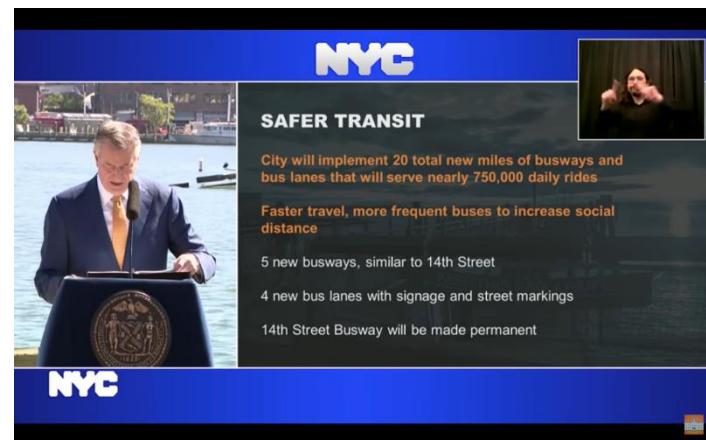 NYC
SAFER TRANSIT
City will implement 20 total new miles of busways and
bus lanes that will serve nearly 750,000 daily rides
Faster travel, more frequent buses to increase social
distance
5 new busways, similar to 14th Street
4 new bus lanes with signage and street markings
14th Street Busway will be made permanent
NYC